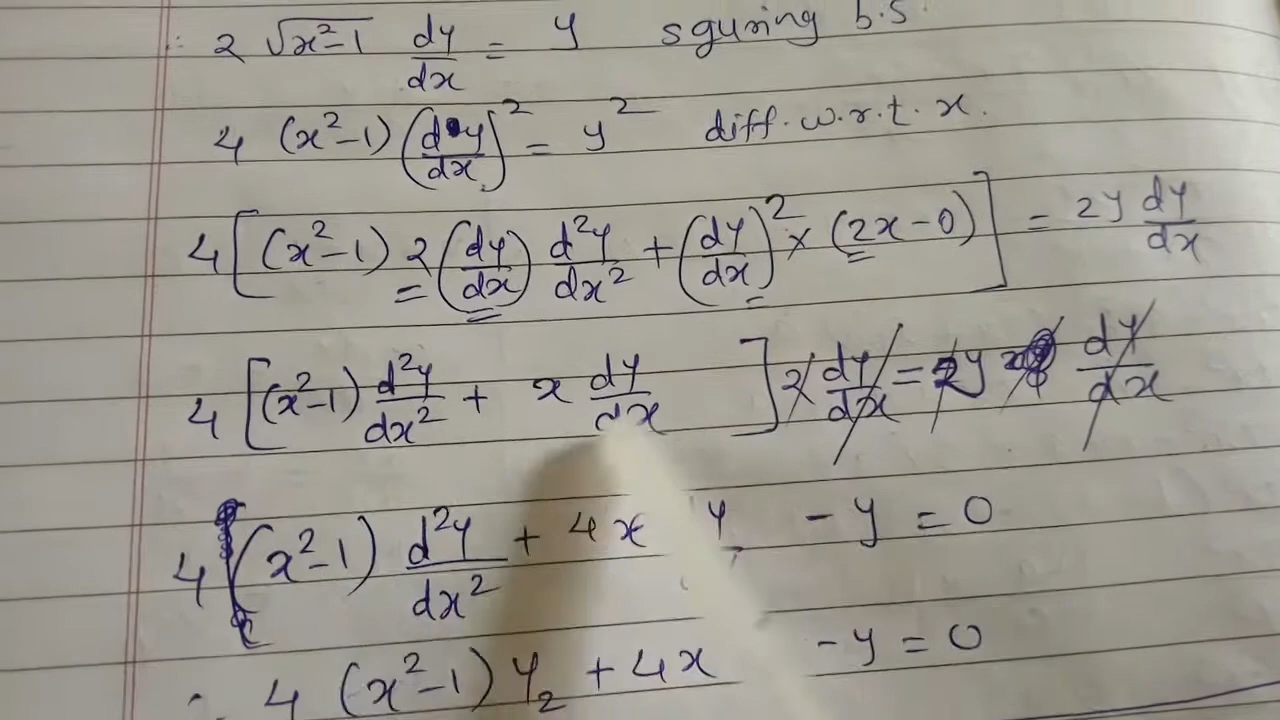 ∴ 2 √x²-1 dy/dx = y sguring b.s.
4 (x²-1) (dy/dx)² = y² diff. w.r.t. x.
4 [(x²-1) 2 (dy/dx) d²y/dx² + (dy/dx)² × (2x-0)] = 2y dy/dx
4 [(x²-1) d²y/dx² + x dy/dx] 2 dy/dx = 2y dy/dx
4 (x²-1) d²y/dx² + 4x y - y = 0
∴ 4 (x²-1) y₂ + 4x - y = 0